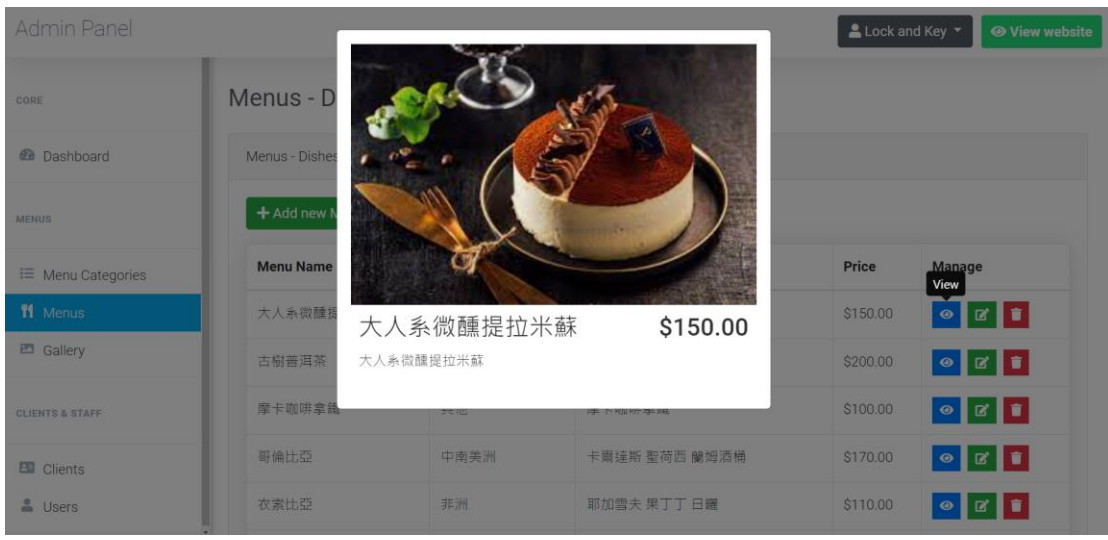 Admin Panel
Lock and Key
View website
CORE
Dashboard
MENUS
Menu Categories
Menus
Gallery
CLIENTS & STAFF
Clients
Users
Menus - D
Menus - Dishes
Add new M
Menu Name Price Manage
View
大人系微醺提 $150.00
古樹普洱茶 $200.00
摩卡咖啡拿鐵 $100.00
哥倫比亞 中南美洲 卡爾達斯 聖荷西 蘭姆酒桶 $170.00
衣索比亞 非洲 耶加雪夫 果丁丁 日曬 $110.00
大人系微醺提拉米蘇 $150.00
大人系微醺提拉米蘇